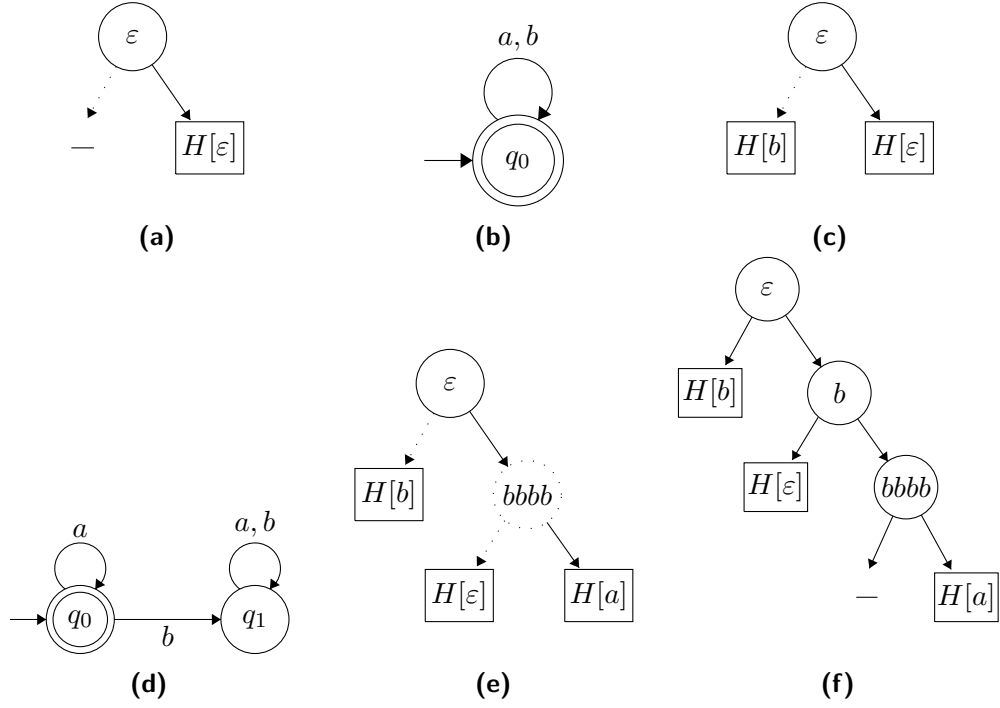 ε
—
H[ε]
(a)
a, b
q0
(b)
ε
H[b]
H[ε]
(c)
a
q0
b
a, b
q1
(d)
ε
H[b]
bbbb
H[ε]
H[a]
(e)
ε
H[b]
b
H[ε]
bbbb
—
H[a]
(f)